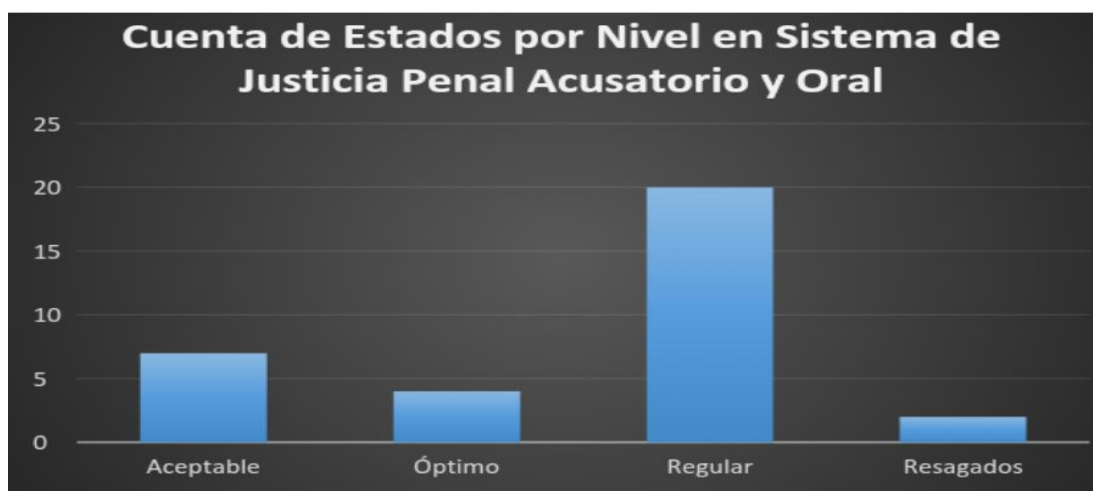 Cuenta de Estados por Nivel en Sistema de
Justicia Penal Acusatorio y Oral
25
20
15
10
5
0
Aceptable
Óptimo
Regular
Resagados